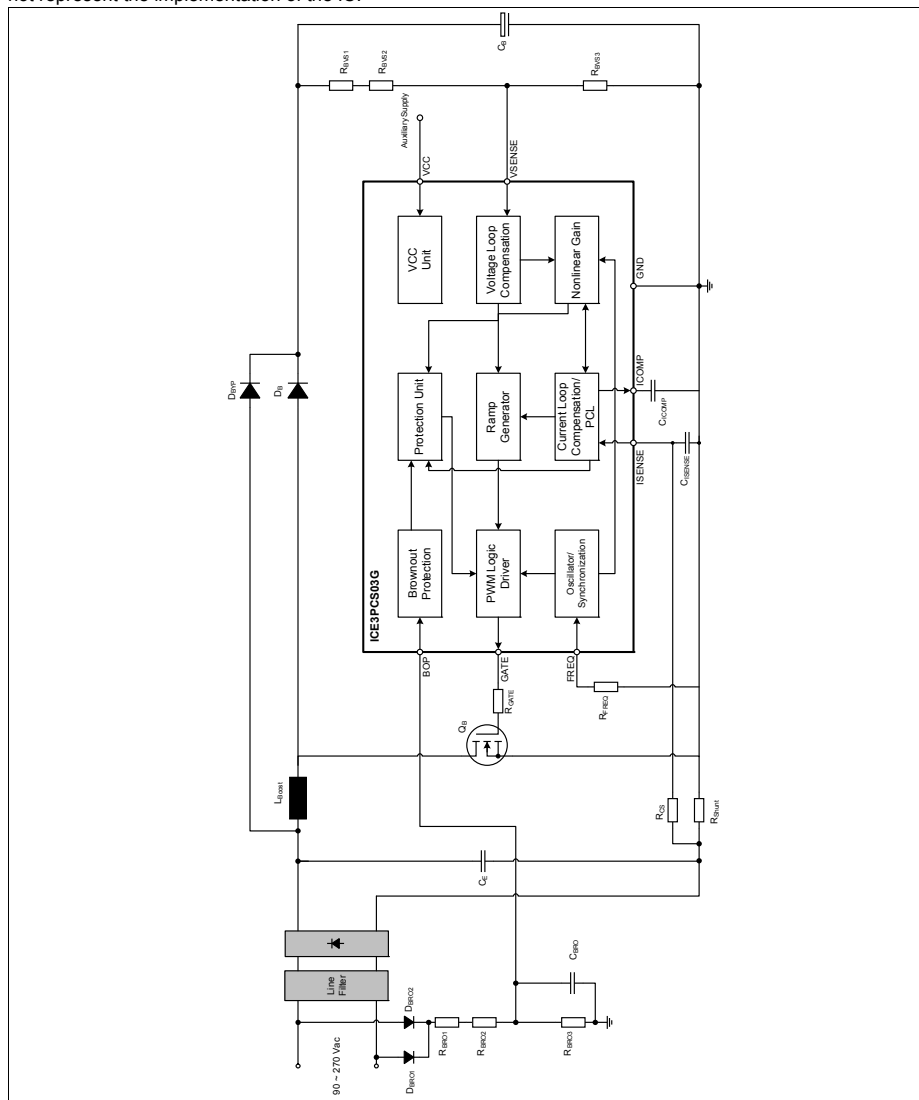 not represent the implementation of the IC.
90 ~ 270 Vac
Line
Filter
DBRO1
DBRO2
RBRO1
RBRO2
RBRO3
CBRO
CE
LBoost
DBYP
DB
QB
RGATE
RCS
RShunt
RFREQ
ICE3PCS03G
BOP
GATE
FREQ
Brownout
Protection
PWM Logic
Driver
Oscillator/
Synchronization
Protection Unit
Ramp
Generator
Current Loop
Compensation/
PCL
VCC
Unit
Voltage Loop
Compensation
Nonlinear Gain
ISENSE
ICOMP
GND
CISENSE
CICOMP
VCC
VSENSE
Auxiliary Supply
RBVS1
RBVS2
RBVS3
CB